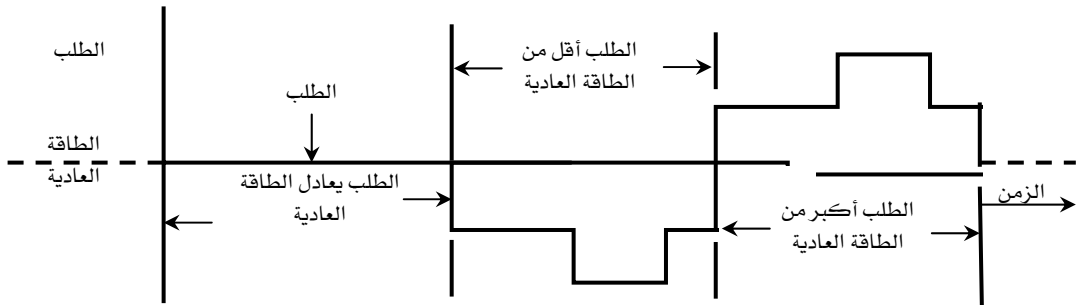 الطلب
الطلب أقل من
الطاقة العادية
الطلب
الطاقة
العادية
الطلب يعادل الطاقة
العادية
الطلب أكبر من
الطاقة العادية
الزمن